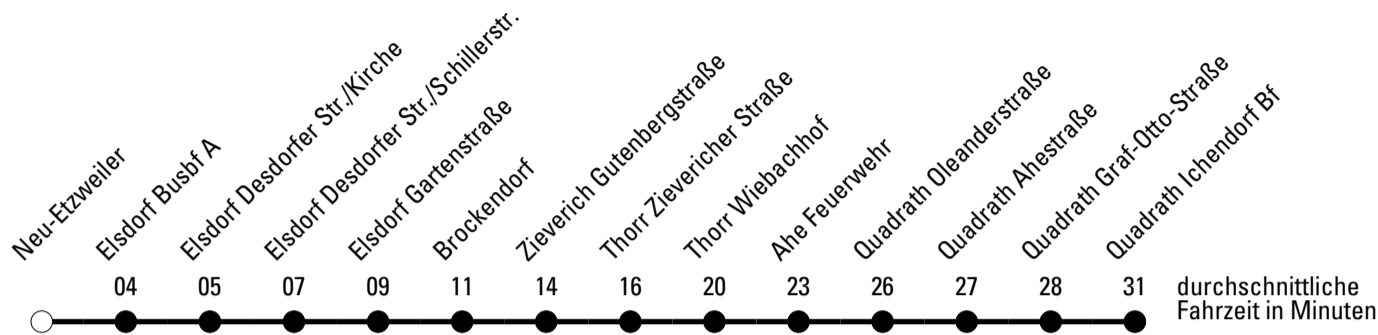 Neu-Etzweiler
Elsdorf Busbf A
Elsdorf Desdorfer Str./Kirche
Elsdorf Desdorfer Str./Schillerstr.
Elsdorf Gartenstraße
Brockendorf
Zieverich Gutenbergstraße
Thorr Zievericher Straße
Thorr Wiebachhof
Ahe Feuerwehr
Quadrath Oleanderstraße
Quadrath Ahestraße
Quadrath Graf-Otto-Straße
Quadrath Ichendorf Bf
04 05 07 09 11 14 16 20 23 26 27 28 31
durchschnittliche
Fahrzeit in Minuten